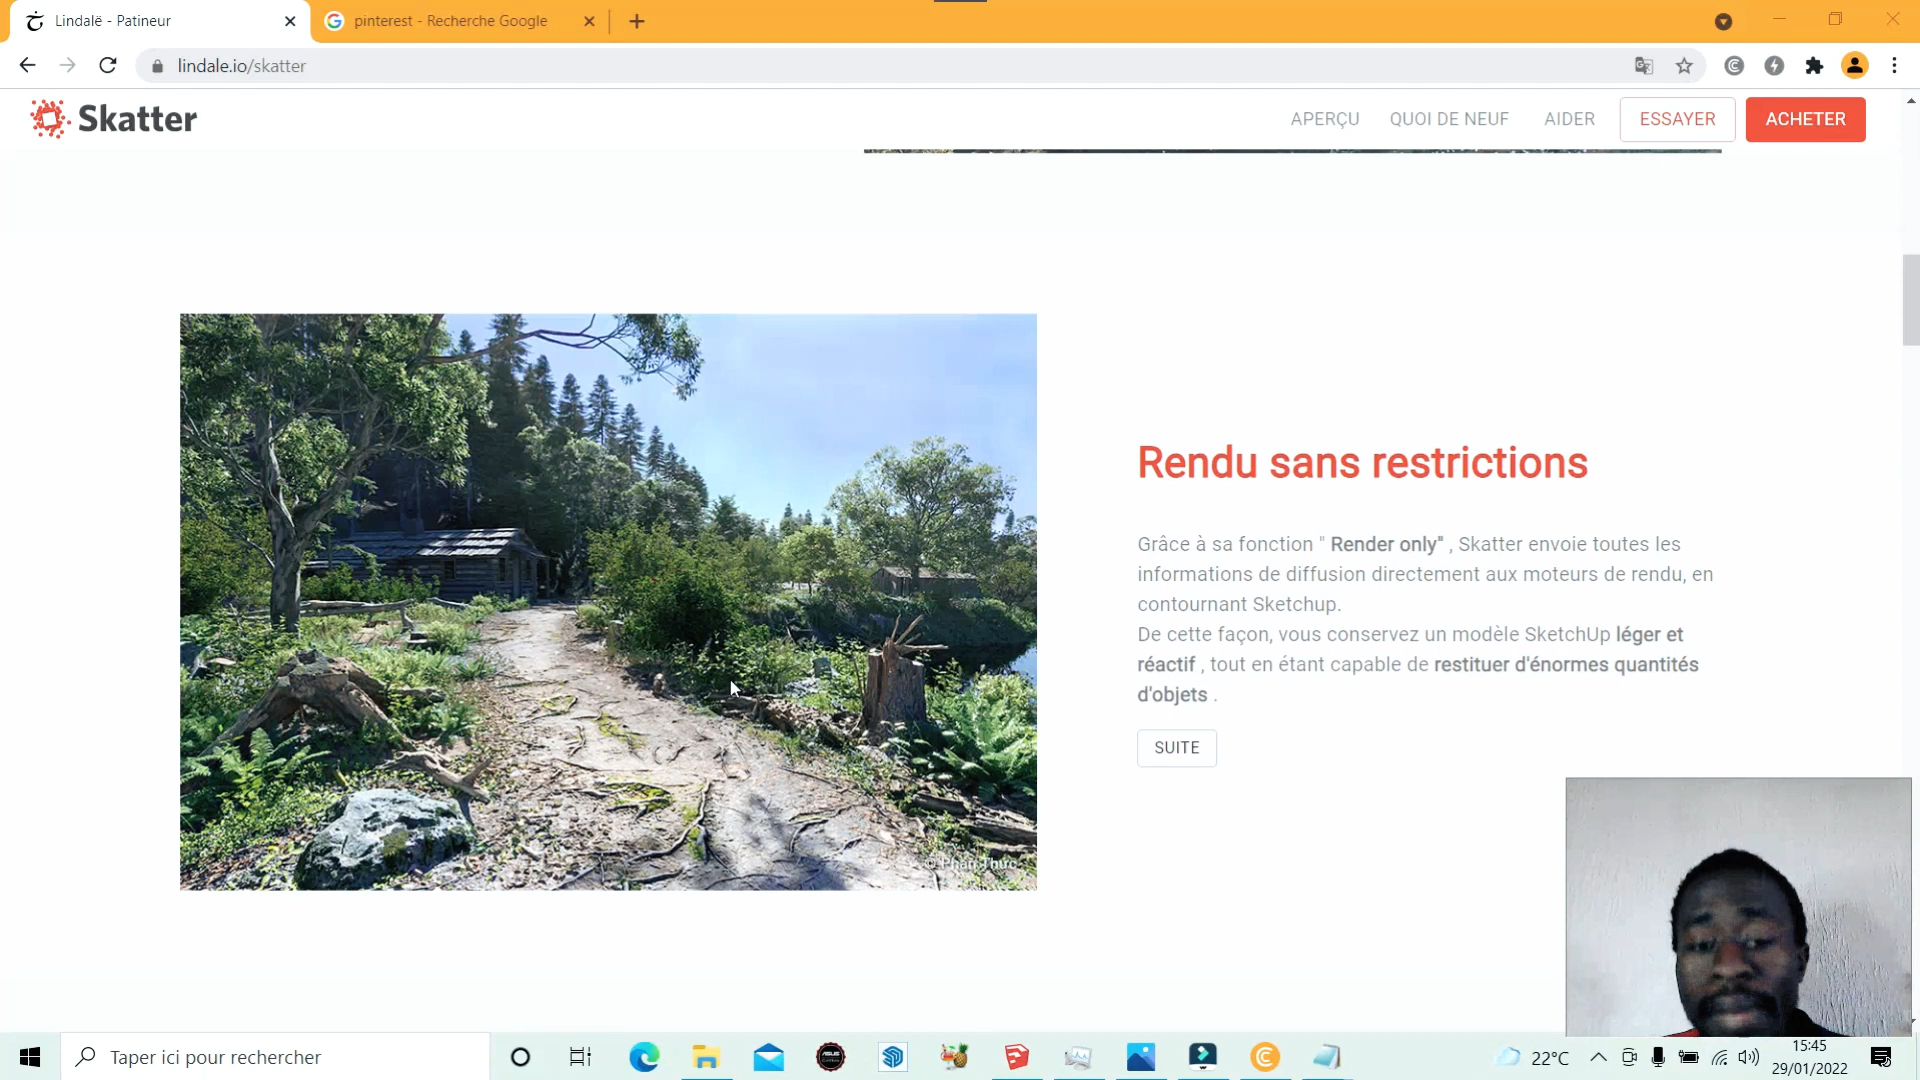 Lindalë - Patineur
pinterest - Recherche Google
lindale.io/skatter
Skatter
APERÇU
QUOI DE NEUF
AIDER
ESSAYER
ACHETER
Rendu sans restrictions
Grâce à sa fonction " Render only" , Skatter envoie toutes les
informations de diffusion directement aux moteurs de rendu, en
contournant Sketchup.
De cette façon, vous conservez un modèle SketchUp léger et
réactif , tout en étant capable de restituer d'énormes quantités
d'objets .
SUITE
© Phan Thuc
Taper ici pour rechercher
22°C
15:45
29/01/2022